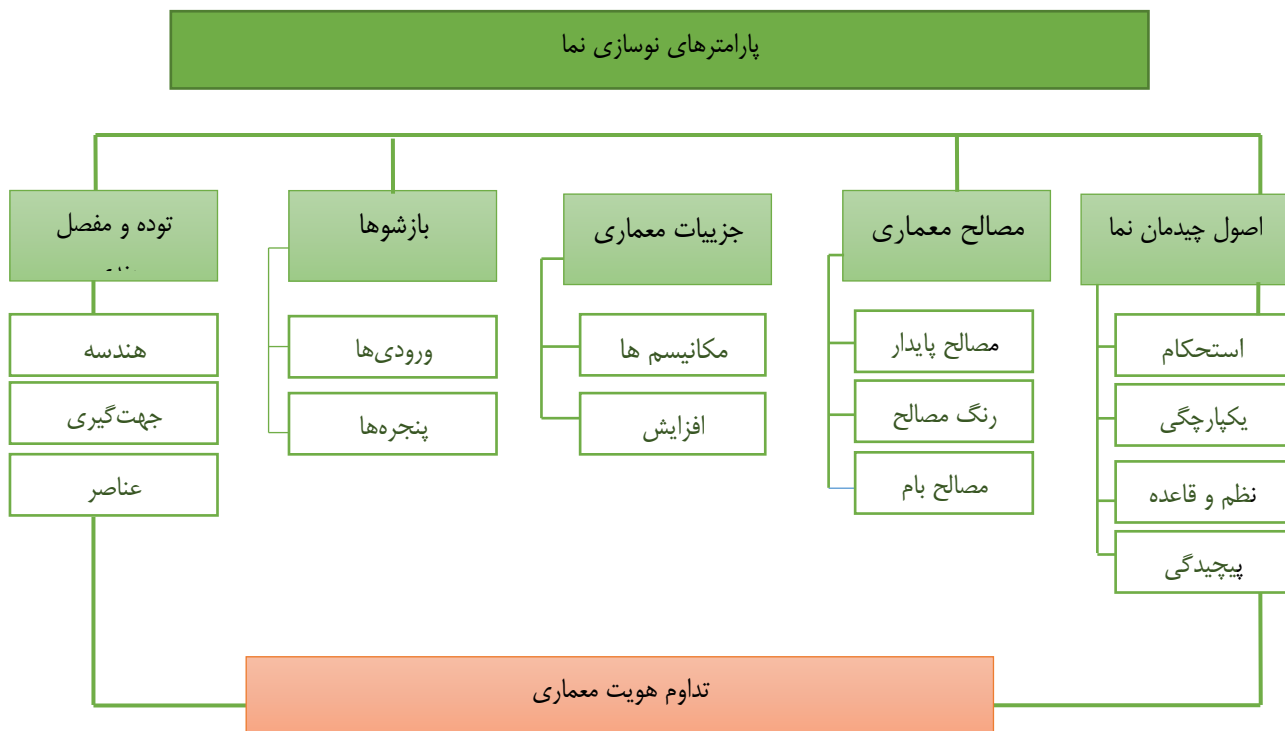 پارامترهای نوسازی نما
اصول چیدمان نما
استحکام
یکپارچگی
نظم و قاعده
پیچیدگی
مصالح معماری
مصالح پایدار
رنگ مصالح
مصالح بام
جزییات معماری
مکانیسم ها
افزایش
بازشوها
ورودی‌ها
پنجره‌ها
توده و مفصل
هندسه
جهت‌گیری
عناصر
تداوم هویت معماری